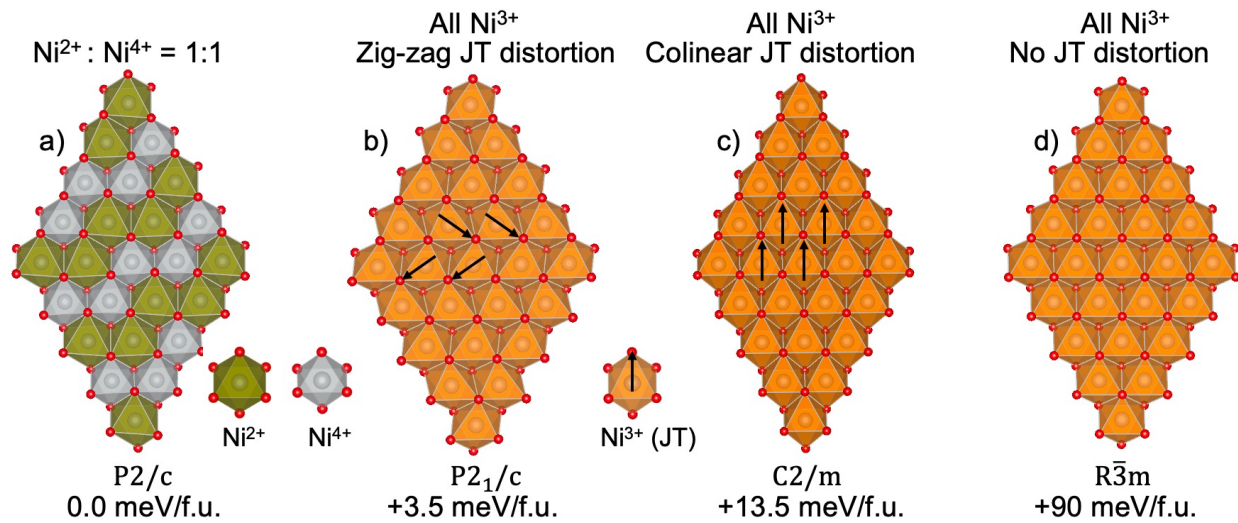 Ni²⁺ : Ni⁴⁺ = 1:1
All Ni³⁺
Zig-zag JT distortion
All Ni³⁺
Colinear JT distortion
All Ni³⁺
No JT distortion
a)
b)
c)
d)
Ni²⁺
Ni⁴⁺
Ni³⁺ (JT)
P2/c
0.0 meV/f.u.
P2₁/c
+3.5 meV/f.u.
C2/m
+13.5 meV/f.u.
R3̅m
+90 meV/f.u.